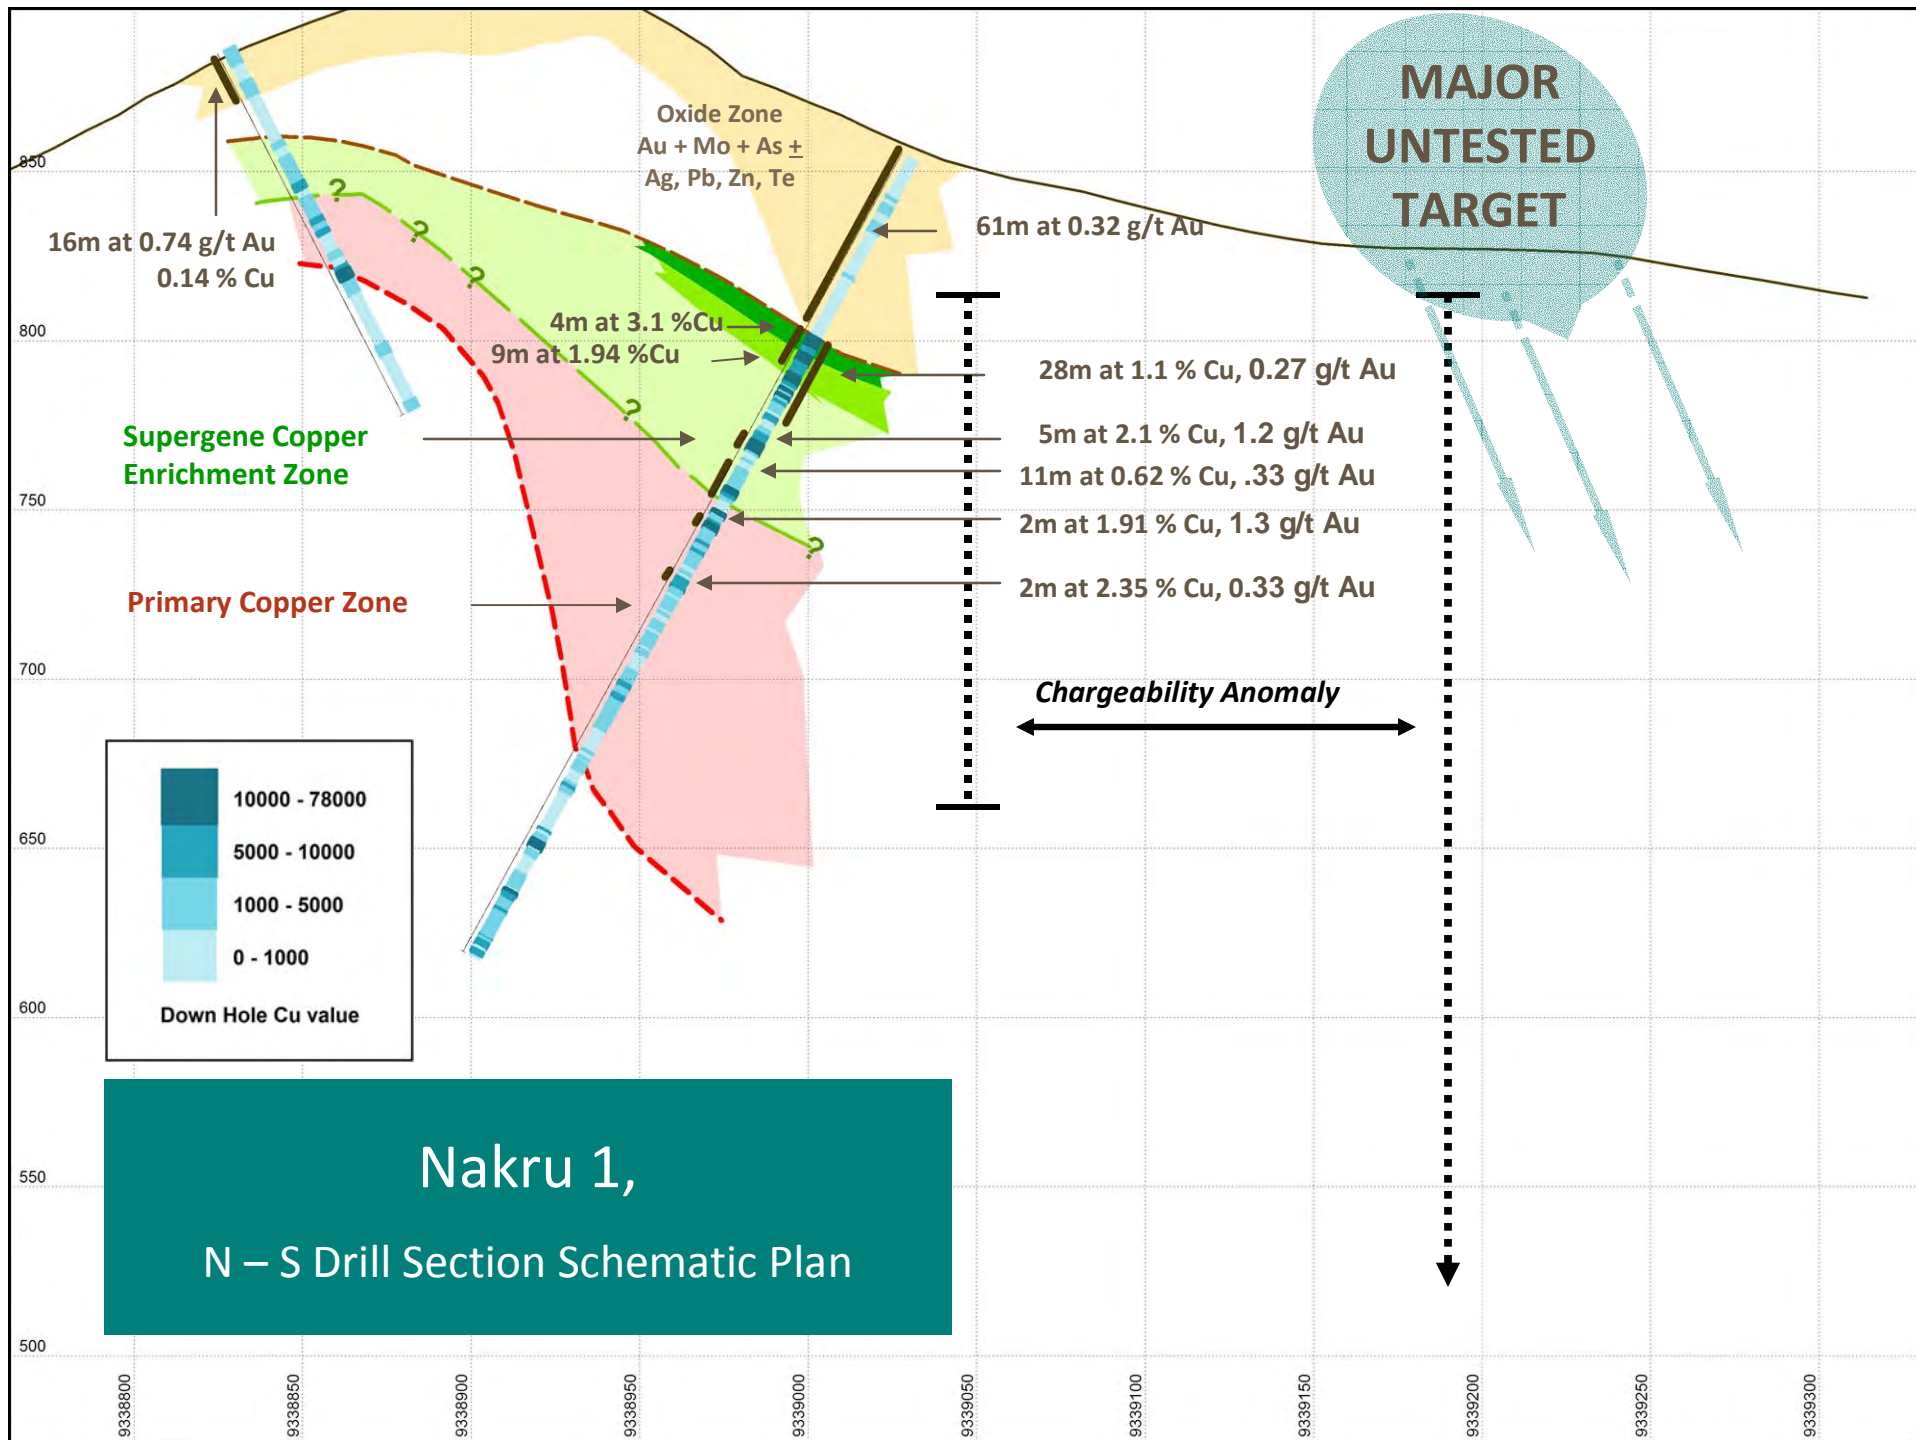 MAJOR
UNTESTED
TARGET
Oxide Zone
Au + Mo + As ±
Ag, Pb, Zn, Te
850
16m at 0.74 g/t Au
0.14 % Cu
61m at 0.32 g/t Au
?
?
?
?
?
800
4m at 3.1 %Cu
9m at 1.94 %Cu
28m at 1.1 % Cu, 0.27 g/t Au
Supergene Copper
Enrichment Zone
5m at 2.1 % Cu, 1.2 g/t Au
11m at 0.62 % Cu, .33 g/t Au
750
2m at 1.91 % Cu, 1.3 g/t Au
2m at 2.35 % Cu, 0.33 g/t Au
Primary Copper Zone
700
Chargeability Anomaly
10000 - 78000
5000 - 10000
1000 - 5000
0 - 1000
Down Hole Cu value
650
600
Nakru 1,
N – S Drill Section Schematic Plan
550
500
9338800
9338850
9338900
9338950
9339000
9339050
9339100
9339150
9339200
9339250
9339300